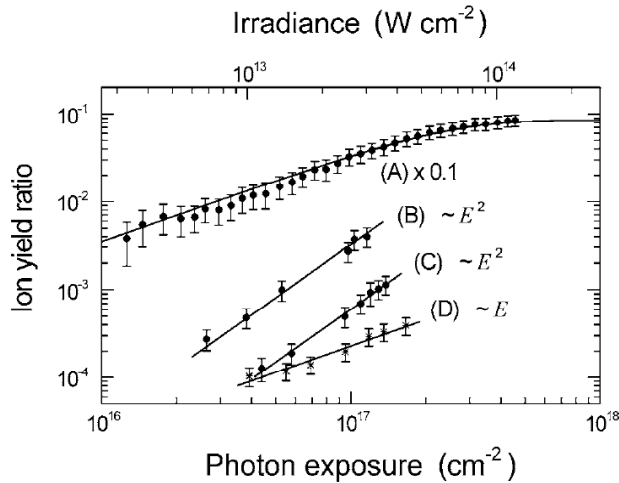 Irradiance (W cm⁻²)
10¹³ 10¹⁴
Ion yield ratio
10⁻¹
10⁻²
10⁻³
10⁻⁴
(A) x 0.1
(B) ~E²
(C) ~E²
(D) ~E
10¹⁶ 10¹⁷ 10¹⁸
Photon exposure (cm⁻²)